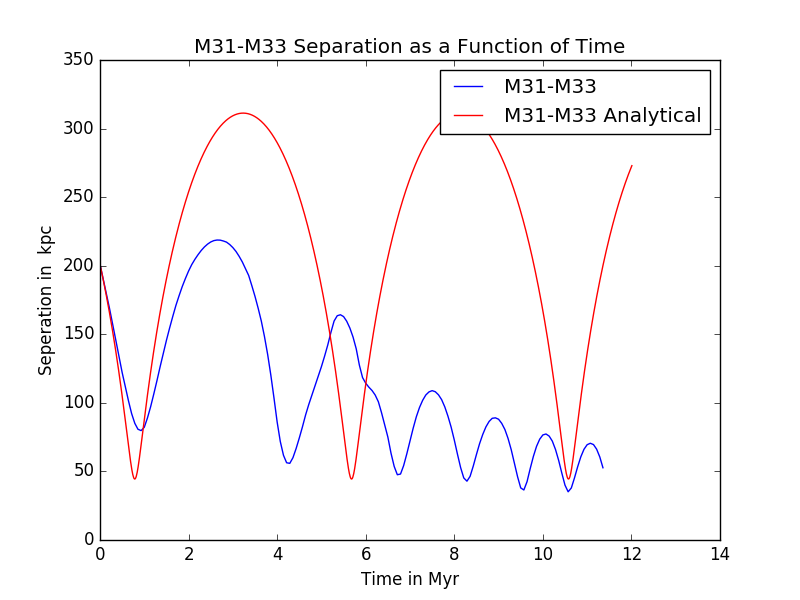 M31-M33 Separation as a Function of Time
M31-M33
M31-M33 Analytical
350
300
250
200
150
100
50
0
Seperation in  kpc
0 2 4 6 8 10 12 14
Time in Myr